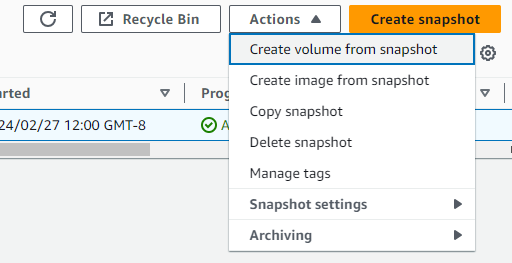 Recycle Bin
Actions
Create snapshot
Create volume from snapshot
Create image from snapshot
arted
Prog
Copy snapshot
24/02/27 12:00 GMT-8
A
Delete snapshot
Manage tags
Snapshot settings
Archiving